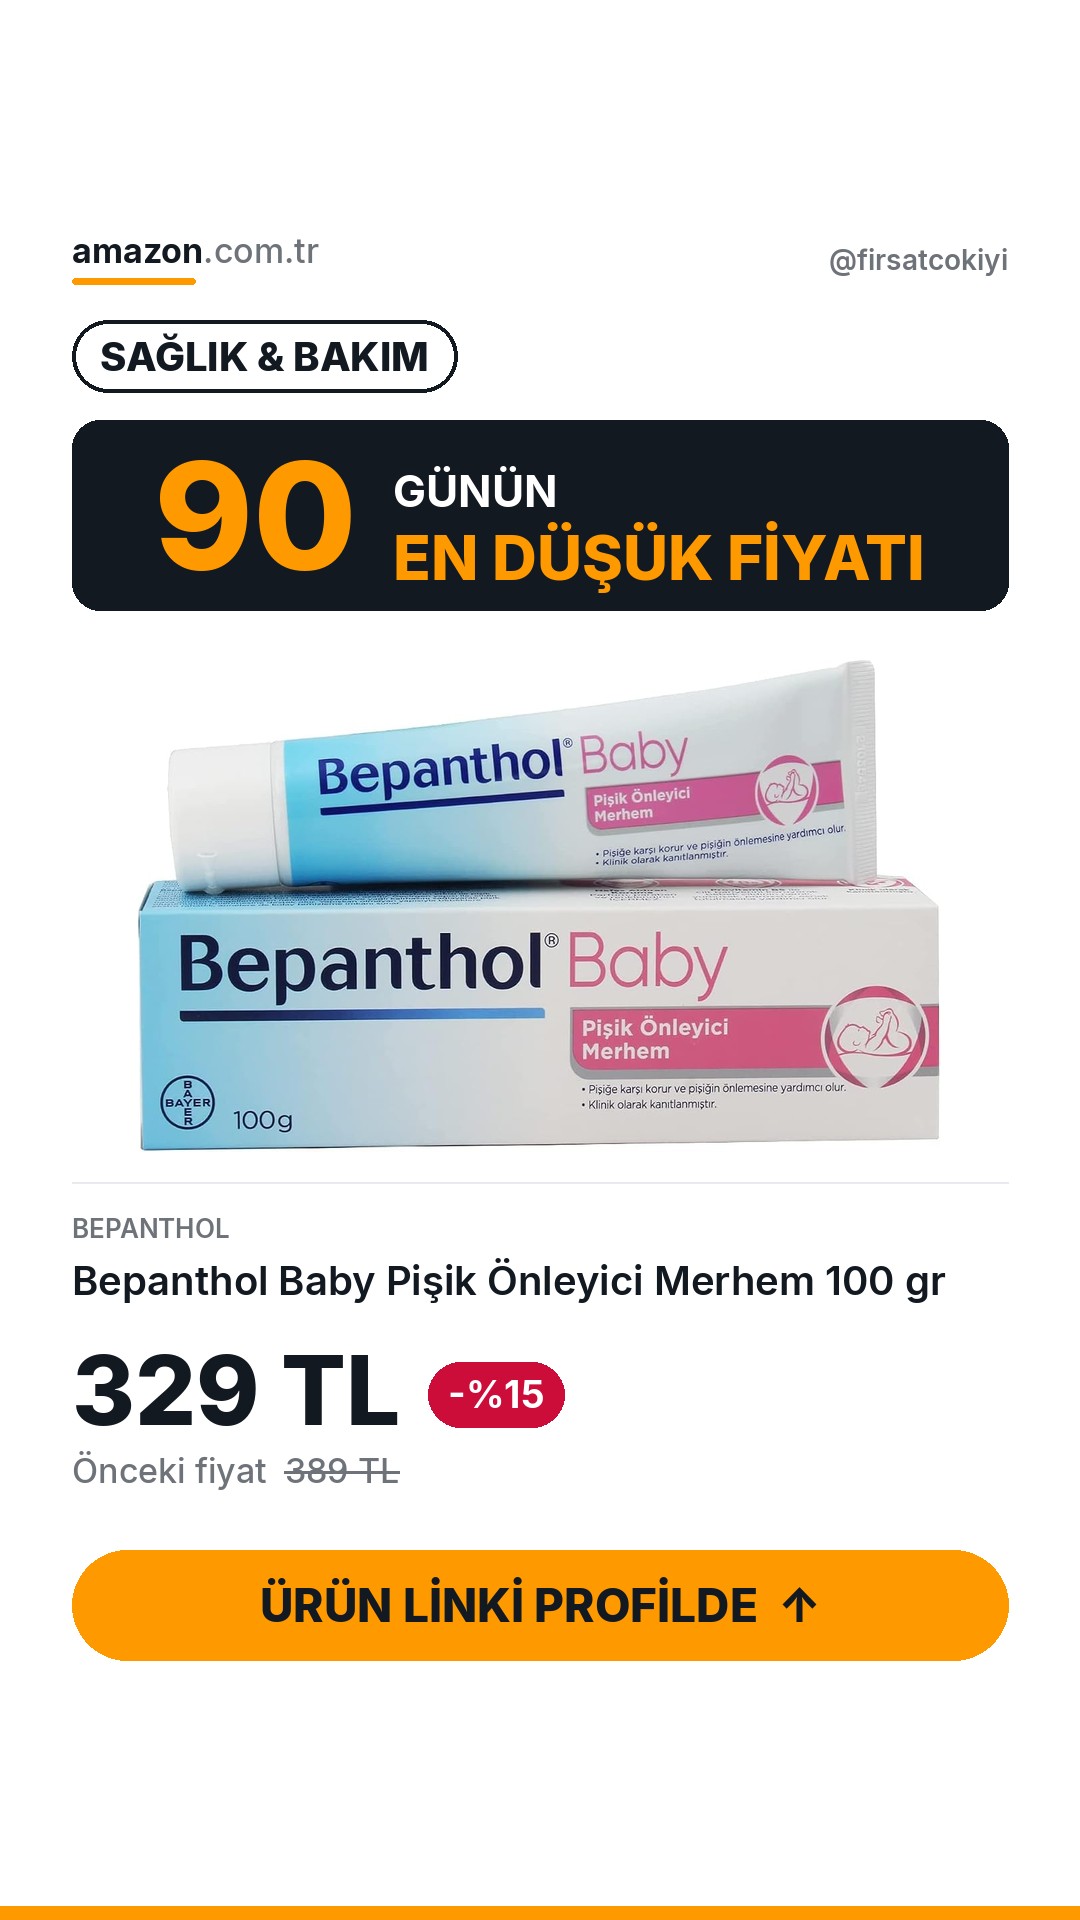 amazon.com.tr
@firsatcokiyi
SAĞLIK & BAKIM
90
GÜNÜN
EN DÜŞÜK FİYATI
Bepanthol® Baby
Pişik Önleyici
Merhem
• Pişiğe karşı korur ve pişiğin önlemesine yardımcı olur.
• Klinik olarak kanıtlanmıştır.
Bepanthol® Baby
Pişik Önleyici
Merhem
• Pişiğe karşı korur ve pişiğin önlemesine yardımcı olur.
• Klinik olarak kanıtlanmıştır.
BAYER
BAYER
100g
BEPANTHOL
Bepanthol Baby Pişik Önleyici Merhem 100 gr
329 TL
-%15
Önceki fiyat 389 TL
ÜRÜN LİNKİ PROFİLDE ↑